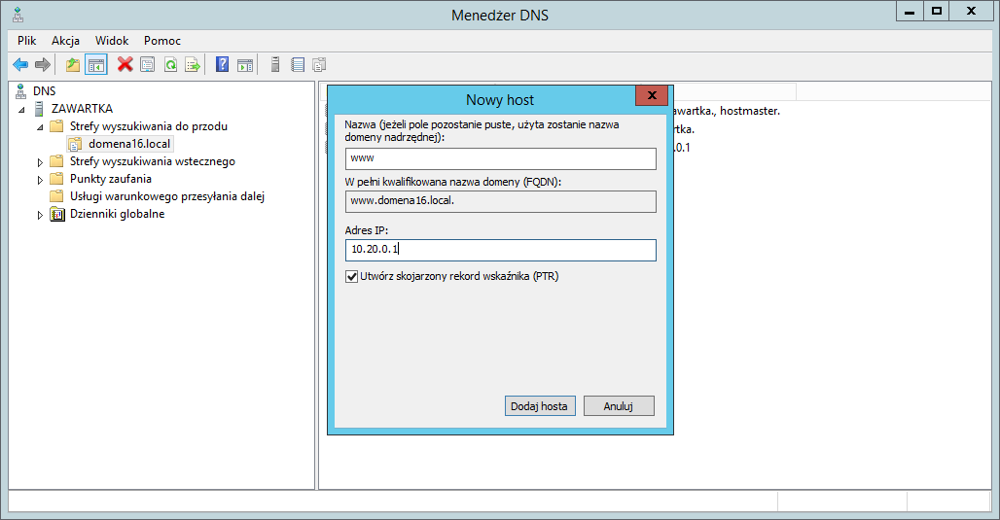 Menedżer DNS
Plik Akcja Widok Pomoc
DNS
ZAWARTKA
Strefy wyszukiwania do przodu
domena16.local
Strefy wyszukiwania wstecznego
Punkty zaufania
Usługi warunkowego przesyłania dalej
Dzienniki globalne
Nowy host
Nazwa (jeżeli pole pozostanie puste, użyta zostanie nazwa
domeny nadrzędnej):
www
W pełni kwalifikowana nazwa domeny (FQDN):
www.domena16.local.
Adres IP:
10.20.0.1
Utwórz skojarzony rekord wskaźnika (PTR)
Dodaj hosta Anuluj
awartka., hostmaster.
rtka.
.0.1